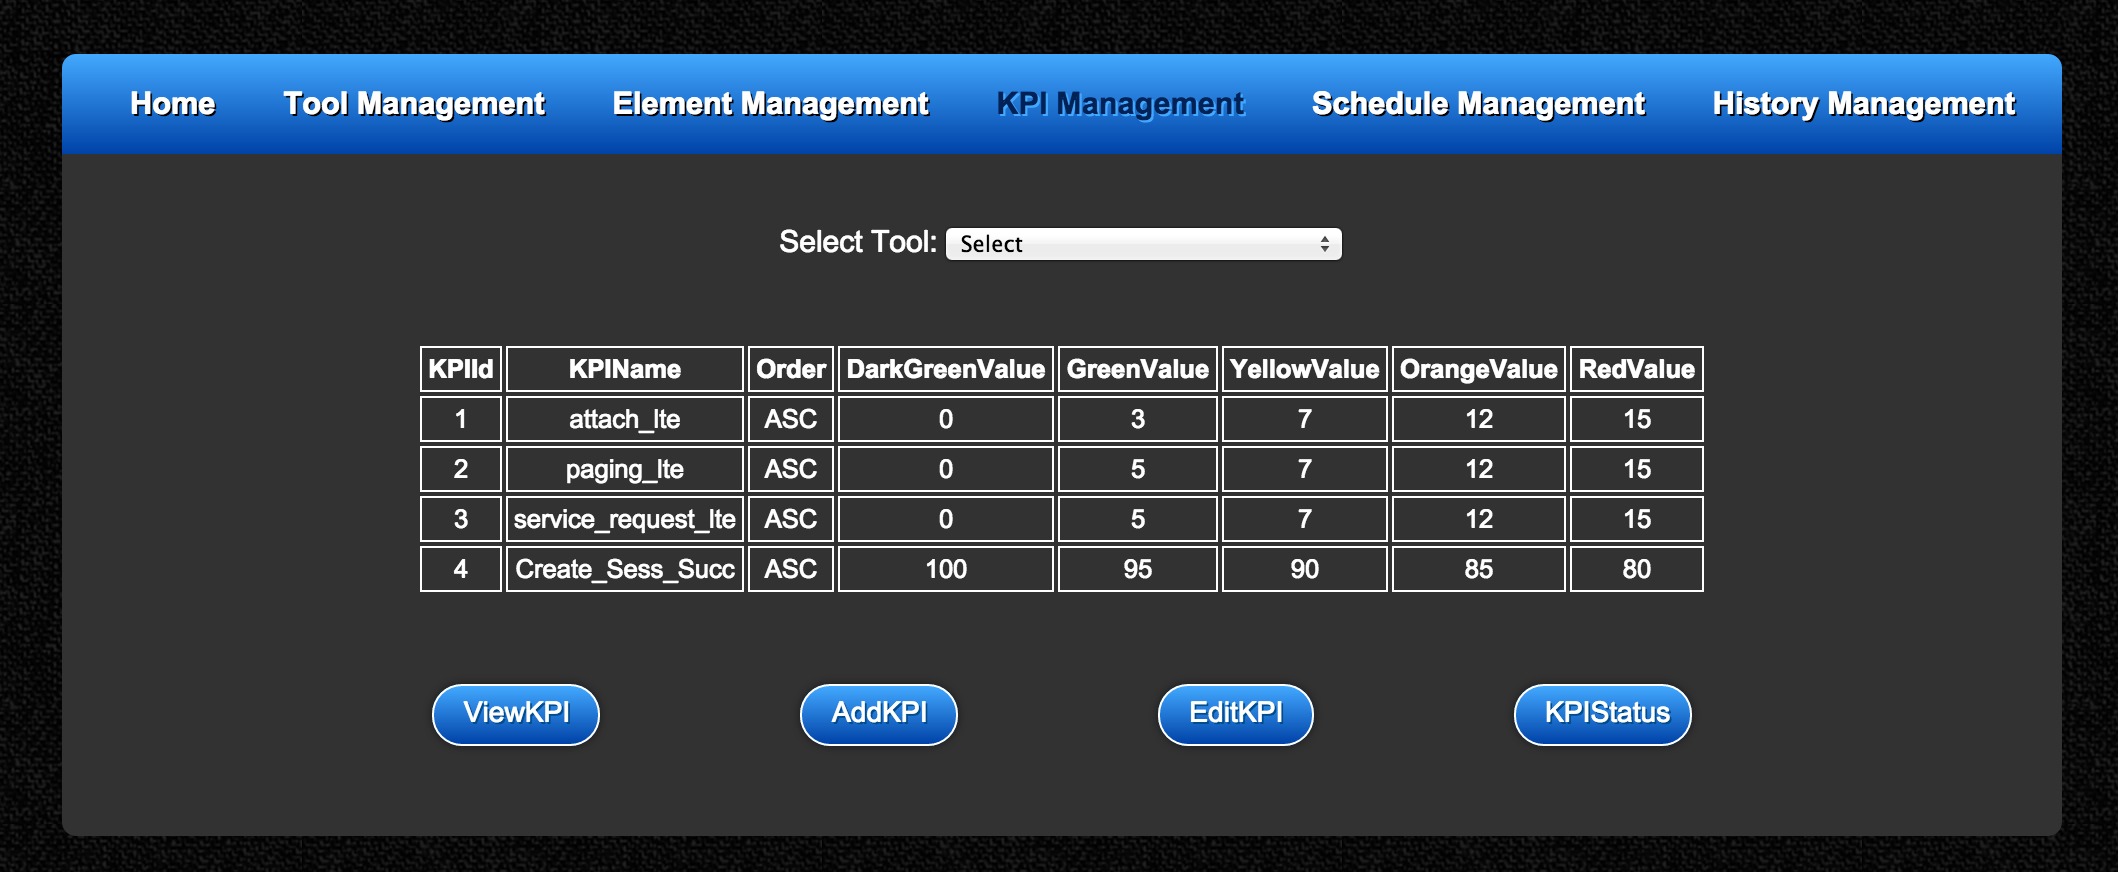 Home Tool Management Element Management KPI Management Schedule Management History Management
Select Tool: Select
KPIId KPIName Order DarkGreenValue GreenValue YellowValue OrangeValue RedValue
1 attach_lte ASC 0 3 7 12 15
2 paging_lte ASC 0 5 7 12 15
3 service_request_lte ASC 0 5 7 12 15
4 Create_Sess_Succ ASC 100 95 90 85 80
ViewKPI AddKPI EditKPI KPIStatus